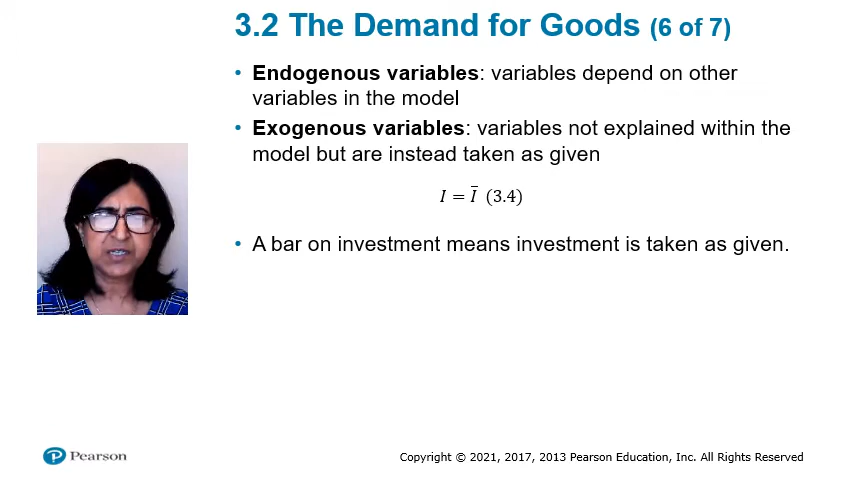 3.2 The Demand for Goods (6 of 7)
• Endogenous variables: variables depend on other
variables in the model
• Exogenous variables: variables not explained within the
model but are instead taken as given
I = Ī (3.4)
• A bar on investment means investment is taken as given.
Pearson
Copyright © 2021, 2017, 2013 Pearson Education, Inc. All Rights Reserved